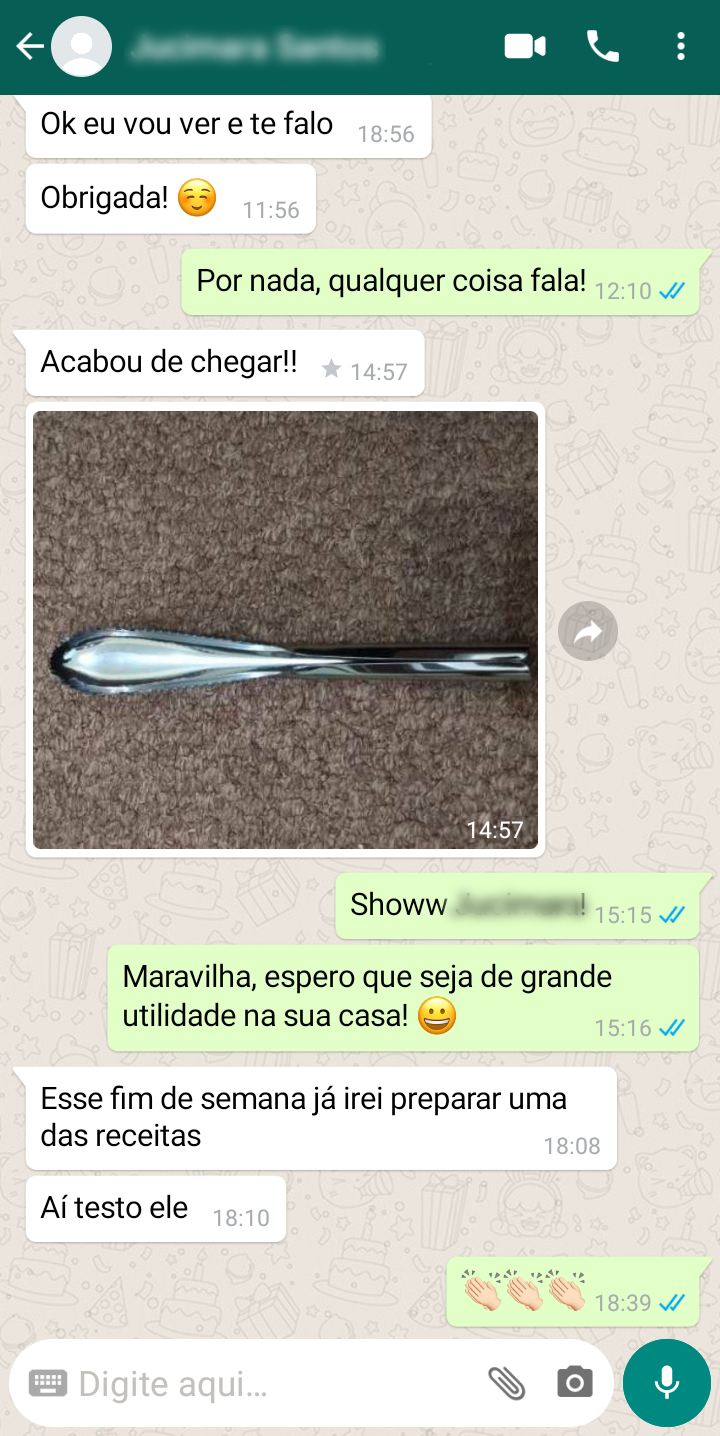 Ok eu vou ver e te falo 18:56
Obrigada! ☺️ 11:56
Por nada, qualquer coisa fala! 12:10
Acabou de chegar!! 14:57
14:57
Showw 15:15
Maravilha, espero que seja de grande
utilidade na sua casa! 😀 15:16
Esse fim de semana já irei preparar uma
das receitas 18:08
Aí testo ele 18:10
👏🏻👏🏻👏🏻 18:39
Digite aqui...